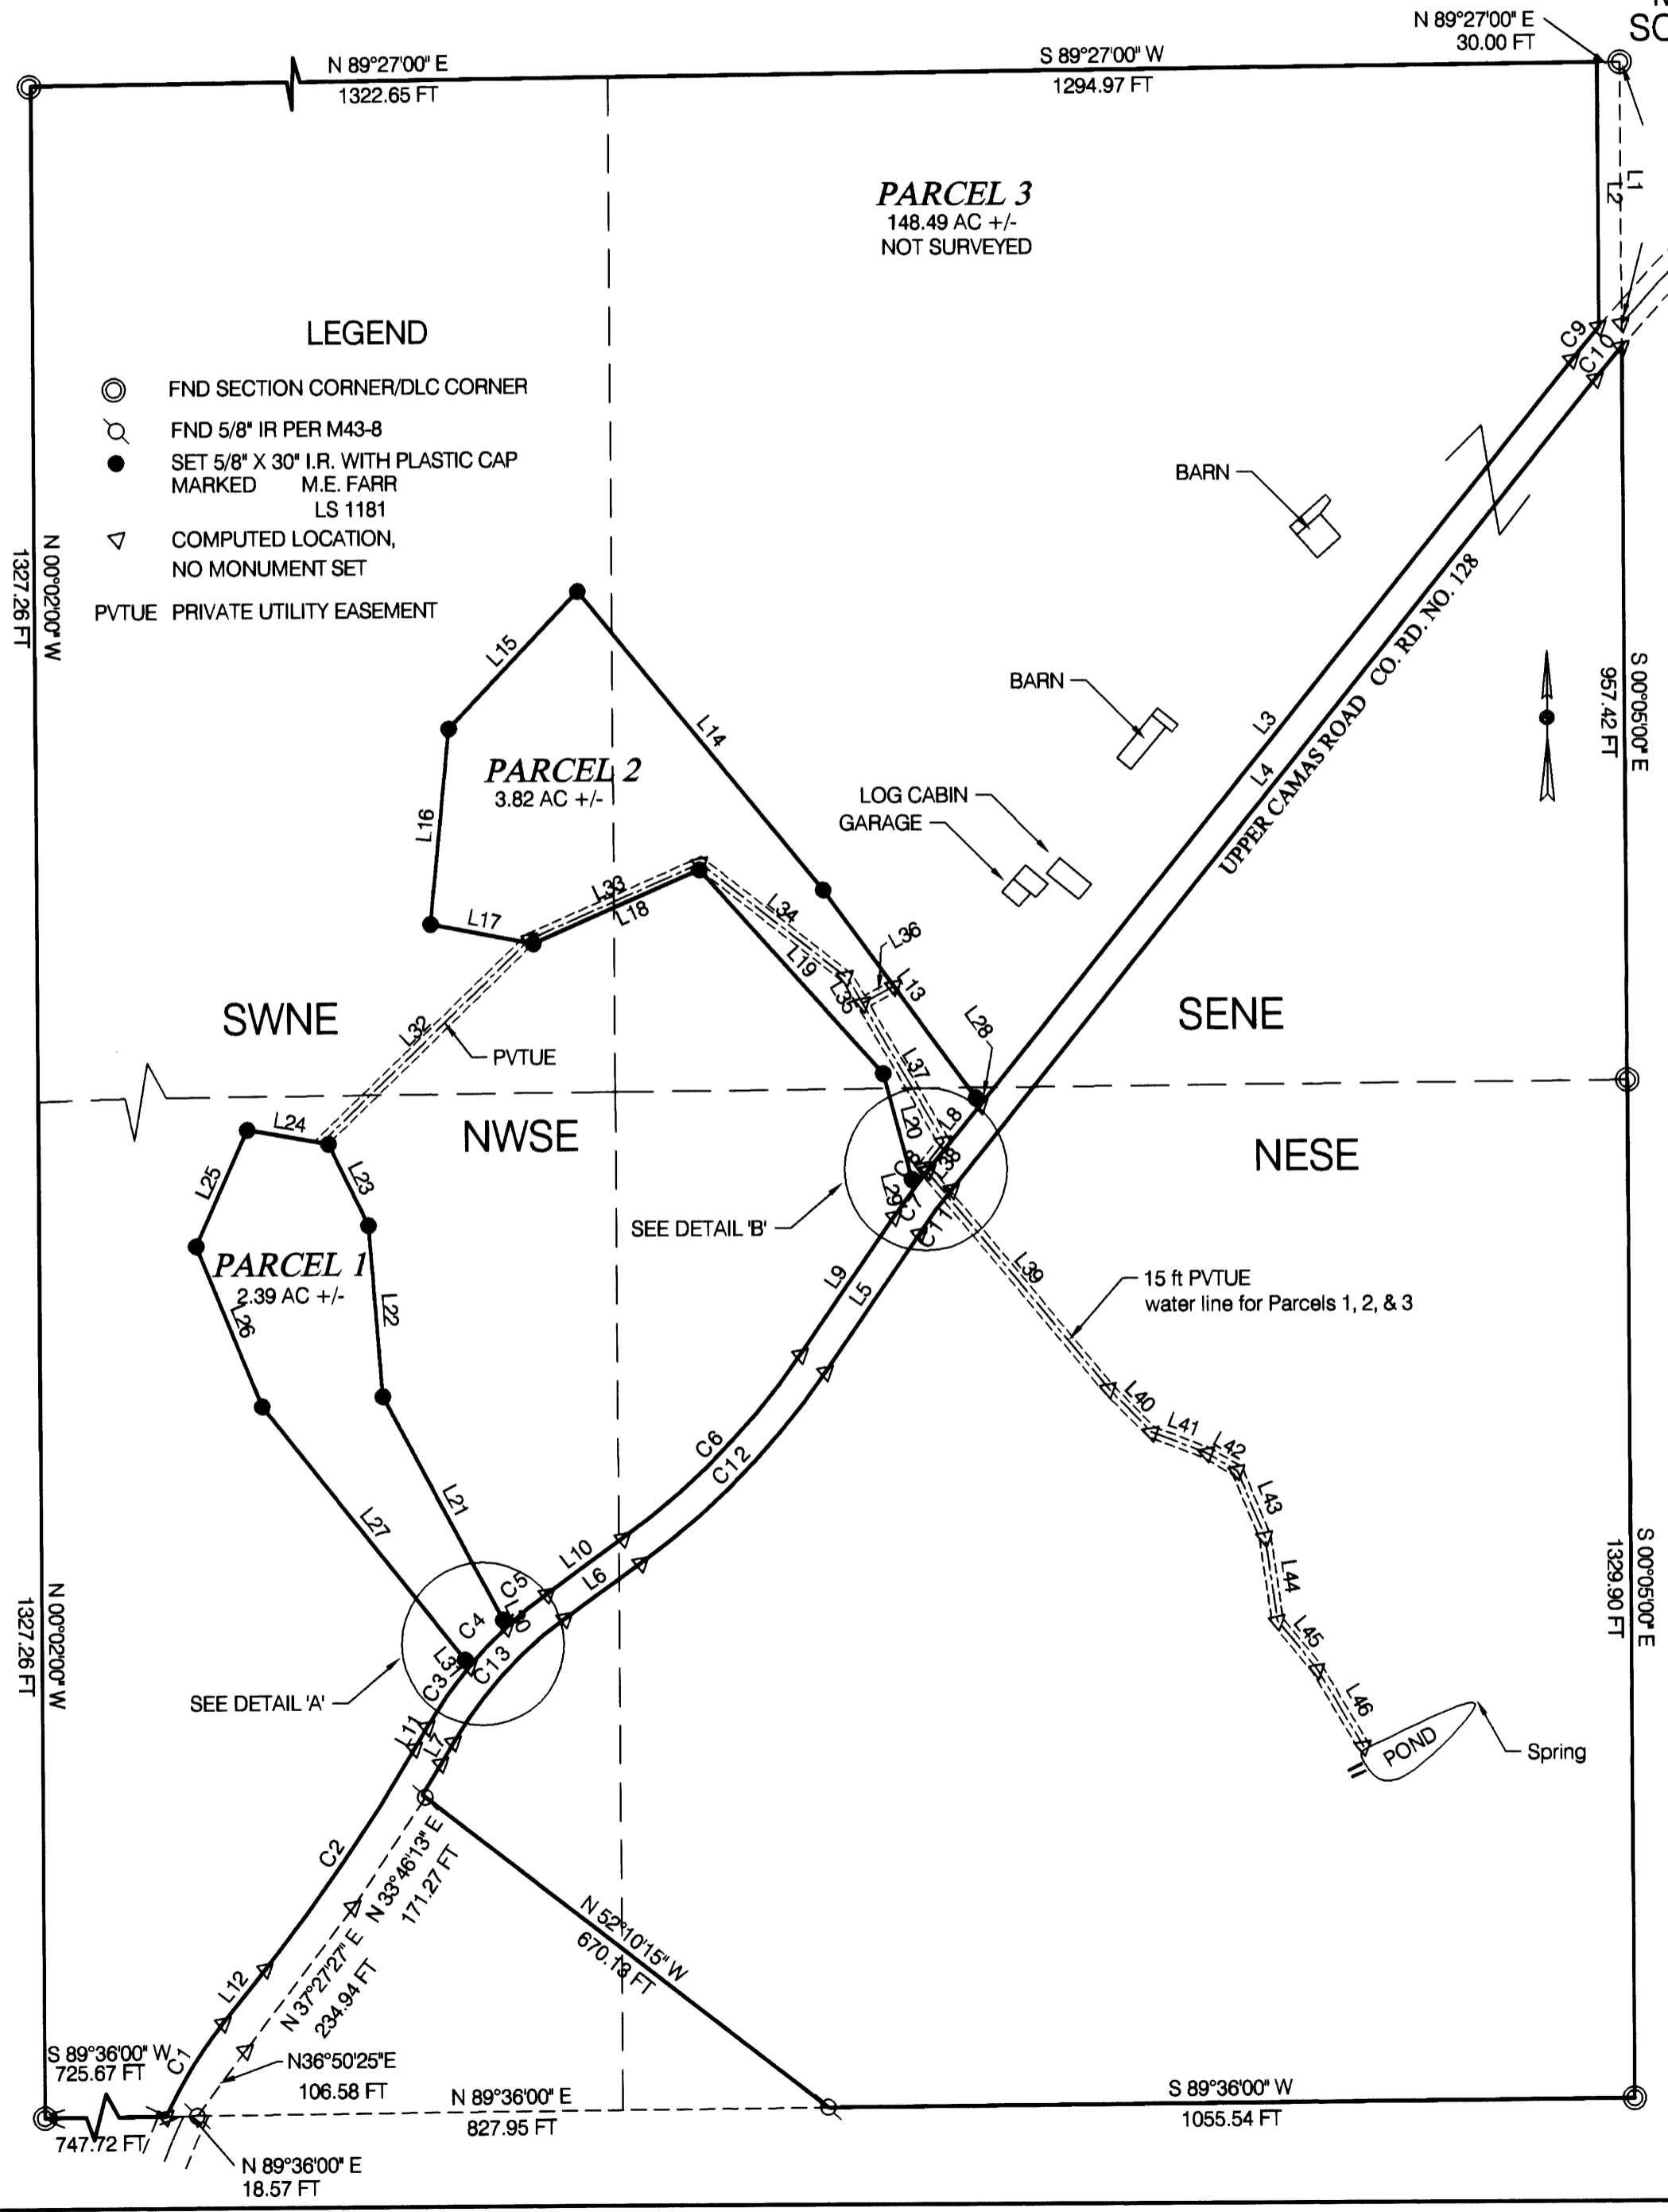 N 89°27'00" E
30.00 FT
SC
N 89°27'00" E
1322.65 FT
S 89°27'00" W
1294.97 FT
L1
L2
PARCEL 3
148.49 AC +/-
NOT SURVEYED
LEGEND
FND SECTION CORNER/DLC CORNER
FND 5/8" IR PER M43-8
SET 5/8" X 30" I.R. WITH PLASTIC CAP
MARKED M.E. FARR
LS 1181
COMPUTED LOCATION,
NO MONUMENT SET
PVTUE PRIVATE UTILITY EASEMENT
C9
C10
BARN
N 00°02'00" W
1327.26 FT
UPPER CAMAS ROAD CO. RD. NO. 128
L3
L4
S 00°05'00" E
957.42 FT
BARN
L15
L14
PARCEL 2
3.82 AC +/-
L16
LOG CABIN
GARAGE
L33
L18
L17
L34
L36
L19
L35
L13
L28
SWNE
SENE
L32
PVTUE
L37
L24
NWSE
L20
L8
C8
L38
NESE
L25
L23
L29
C7
C11
SEE DETAIL 'B'
PARCEL 1
2.39 AC +/-
L22
L26
L9
L5
L39
15 ft PVTUE
water line for Parcels 1, 2, & 3
L40
L41
L42
C6
C12
L21
L27
L43
L10
L6
L44
C5
L30
C4
L31
C13
C3
L45
L46
SEE DETAIL 'A'
L11
L7
POND
Spring
N 00°02'00" W
1327.26 FT
S 00°05'00" E
1329.90 FT
C2
N 33°46'13" E
171.27 FT
N 52°10'15" W
670.13 FT
L12
N 37°27'27" E
234.94 FT
S 89°36'00" W
725.67 FT
C1
N36°50'25"E
106.58 FT
N 89°36'00" E
827.95 FT
S 89°36'00" W
1055.54 FT
747.72 FT
N 89°36'00" E
18.57 FT